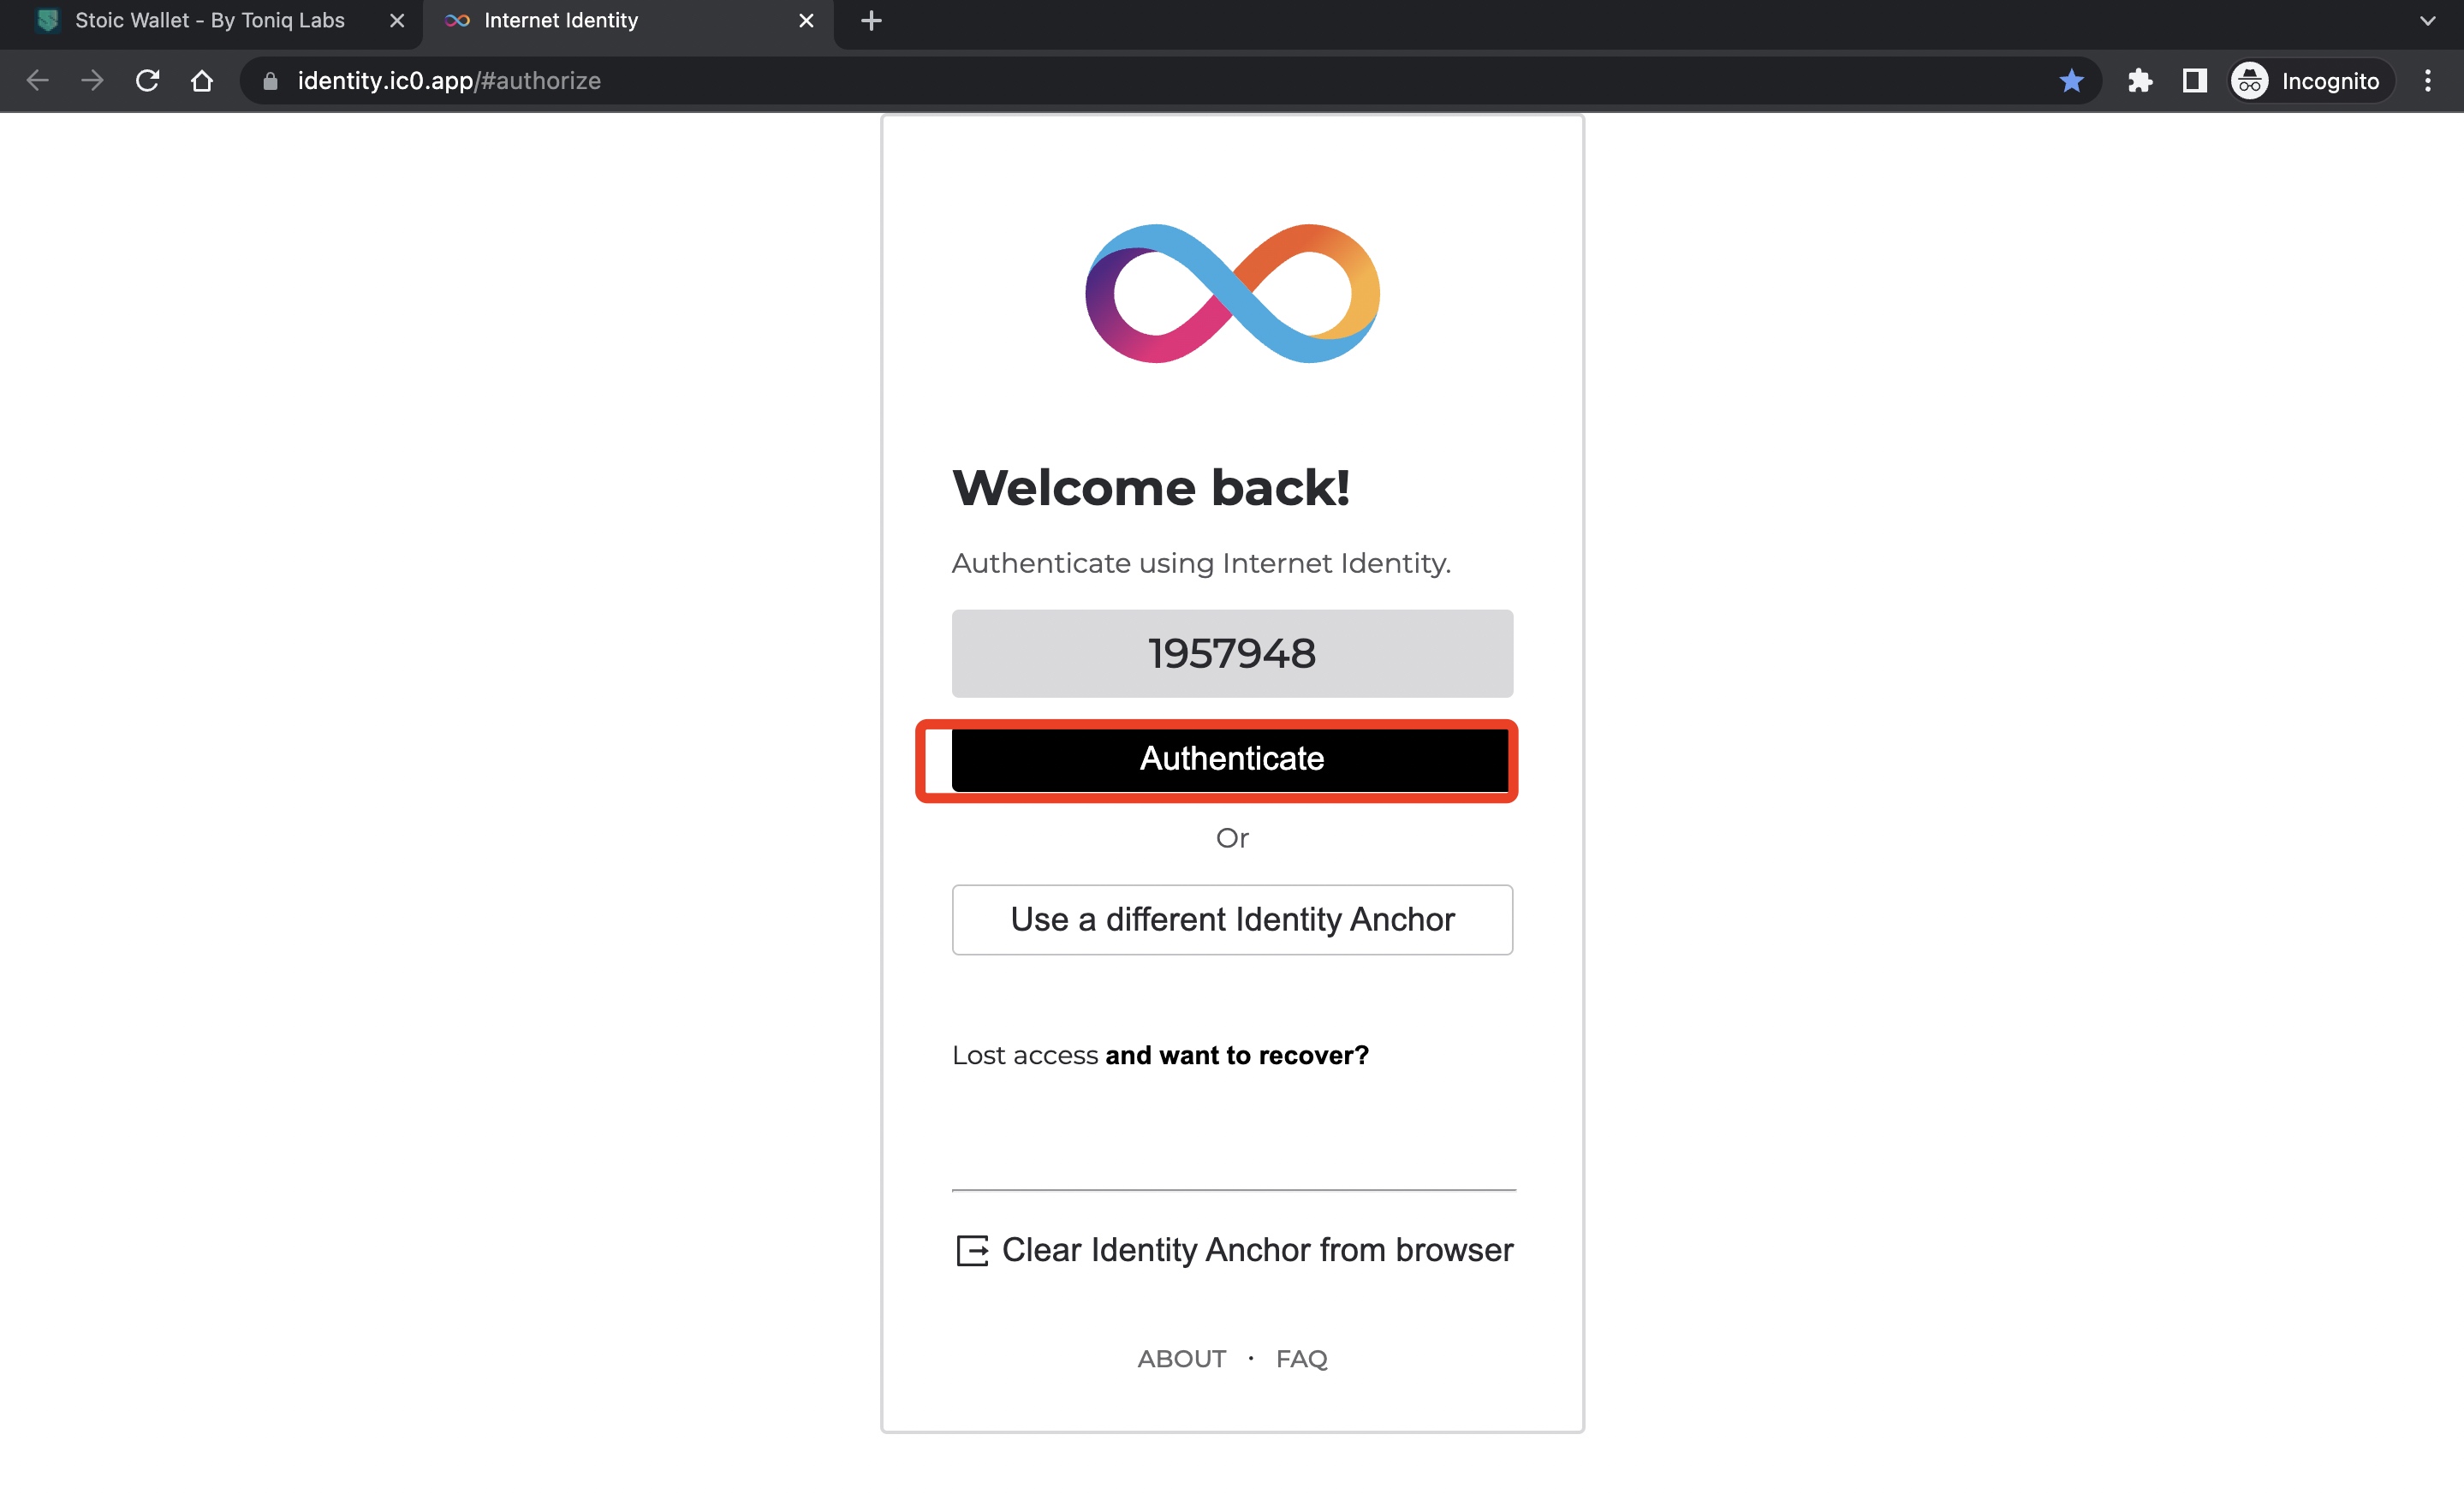 Stoic Wallet - By Toniq Labs
Internet Identity
identity.ic0.app/#authorize
Incognito
Welcome back!
Authenticate using Internet Identity.
1957948
Authenticate
Or
Use a different Identity Anchor
Lost access and want to recover?
Clear Identity Anchor from browser
ABOUT · FAQ